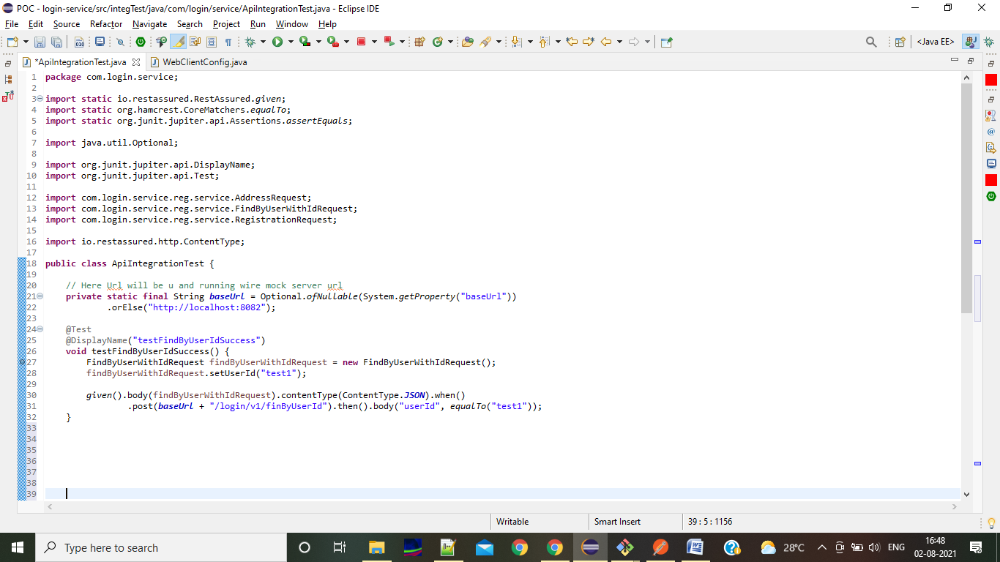 POC - login-service/src/integTest/java/com/login/service/ApiIntegrationTest.java - Eclipse IDE
File Edit Source Refactor Navigate Search Project Run Window Help
<Java EE>
*ApiIntegrationTest.java WebClientConfig.java
1 package com.login.service;
2
3 import static io.restassured.RestAssured.given;
4 import static org.hamcrest.CoreMatchers.equalTo;
5 import static org.junit.jupiter.api.Assertions.assertEquals;
6
7 import java.util.Optional;
8
9 import org.junit.jupiter.api.DisplayName;
10 import org.junit.jupiter.api.Test;
11
12 import com.login.service.reg.service.AddressRequest;
13 import com.login.service.reg.service.FindByUserWithIdRequest;
14 import com.login.service.reg.service.RegistrationRequest;
15
16 import io.restassured.http.ContentType;
17
18 public class ApiIntegrationTest {
19
20 // Here Url will be u and running wire mock server url
21 private static final String baseUrl = Optional.ofNullable(System.getProperty("baseUrl"))
22 .orElse("http://localhost:8082");
23
24 @Test
25 @DisplayName("testFindByUserIdSuccess")
26 void testFindByUserIdSuccess() {
27 FindByUserWithIdRequest findByUserWithIdRequest = new FindByUserWithIdRequest();
28 findByUserWithIdRequest.setUserId("test1");
29
30 given().body(findByUserWithIdRequest).contentType(ContentType.JSON).when()
31 .post(baseUrl + "/login/v1/finByUserId").then().body("userId", equalTo("test1"));
32 }
33
34
35
36
37
38
39
Writable Smart Insert 39 : 5 : 1156
Type here to search 28°C ENG 16:48
02-08-2021